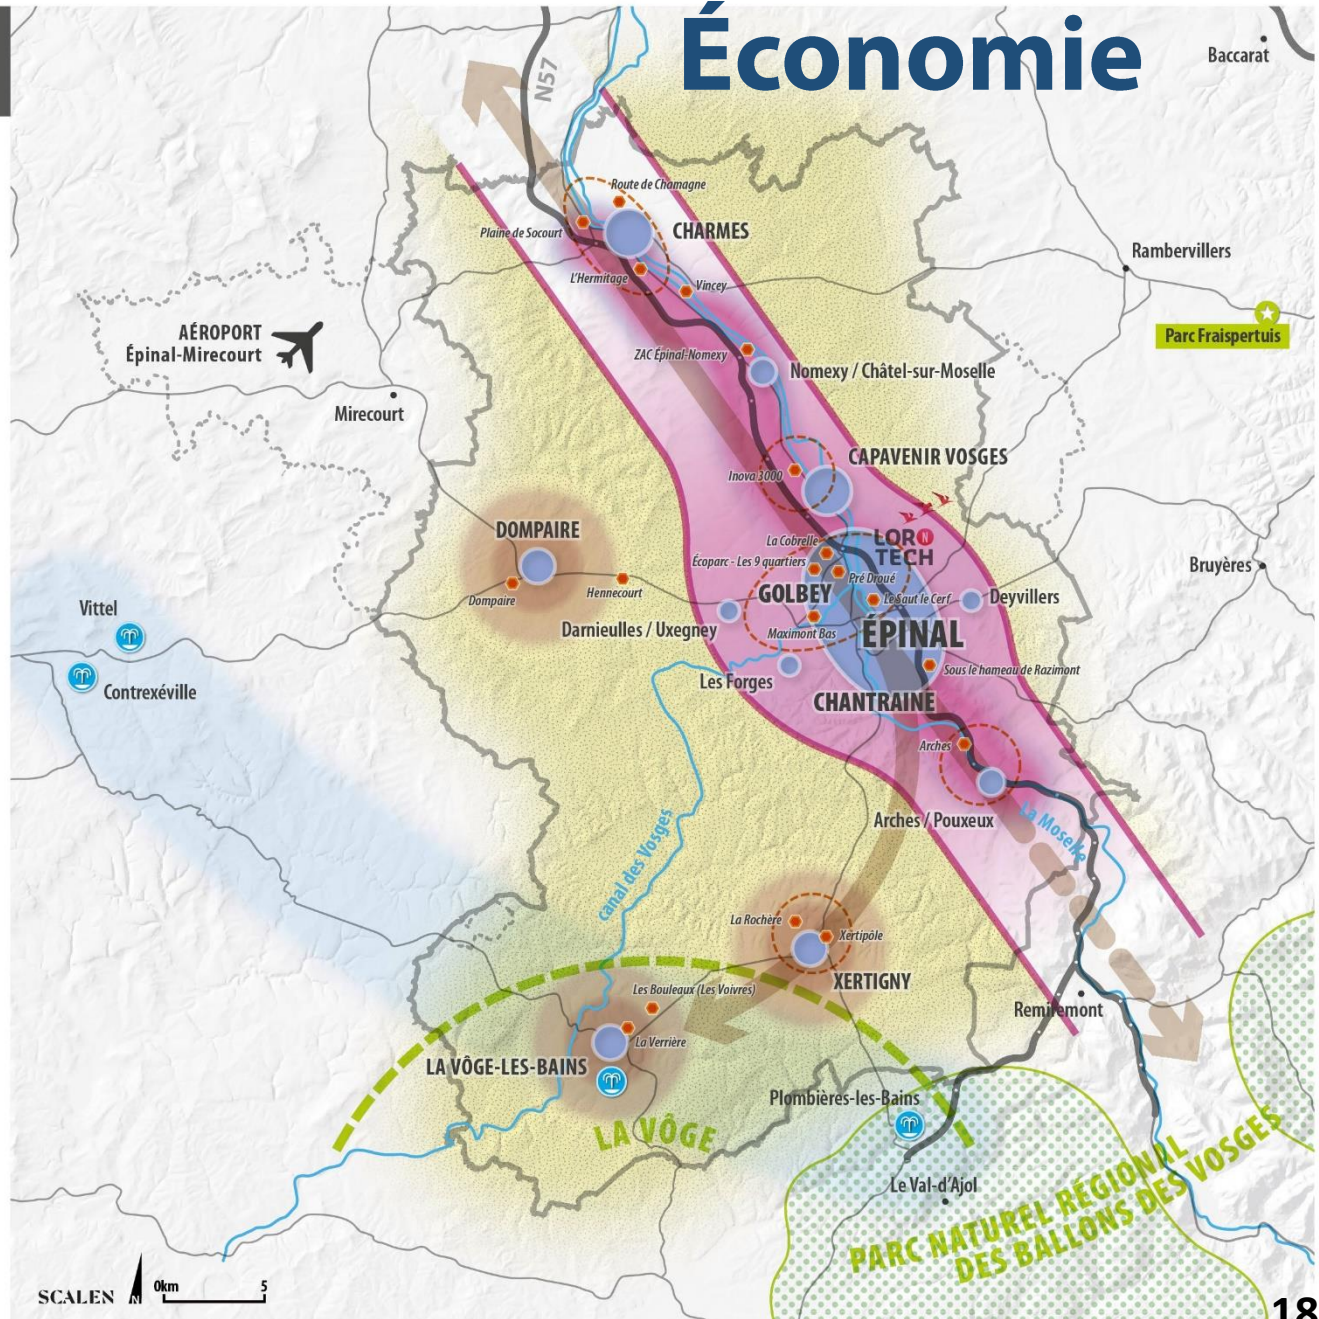 Économie
Baccarat
N57
Route de Chamagne
Plaine de Socourt
CHARMES
L'Hermitage
Vincey
Rambervillers
Parc Fraispertuis
AÉROPORT
Épinal-Mirecourt
ZAC Épinal-Nomexy
Nomexy / Châtel-sur-Moselle
Mirecourt
CAPAVENIR VOSGES
Inova 3000
DOMPAIRE
La Cobrelle
LOR N
TECH
Écoparc - Les 9 quartiers
Pré Droué
Bruyères
Dompaire
Hennecourt
GOLBEY
Le Saut le Cerf
Deyvillers
Vittel
Darnieulles / Uxegney
Maximont Bas
ÉPINAL
Sous le hameau de Razimont
Contrexéville
Les Forges
CHANTRAINE
Arches
Arches / Pouxeux
La Moselle
canal des Vosges
La Rochère
Xertipôle
XERTIGNY
Les Bouleaux (Les Voivres)
Remiremont
La Verrière
LA VÔGE-LES-BAINS
Plombières-les-Bains
LA VÔGE
Le Val-d'Ajol
PARC NATUREL RÉGIONAL
DES BALLONS DES VOSGES
SCALEN
N
0km 5
18